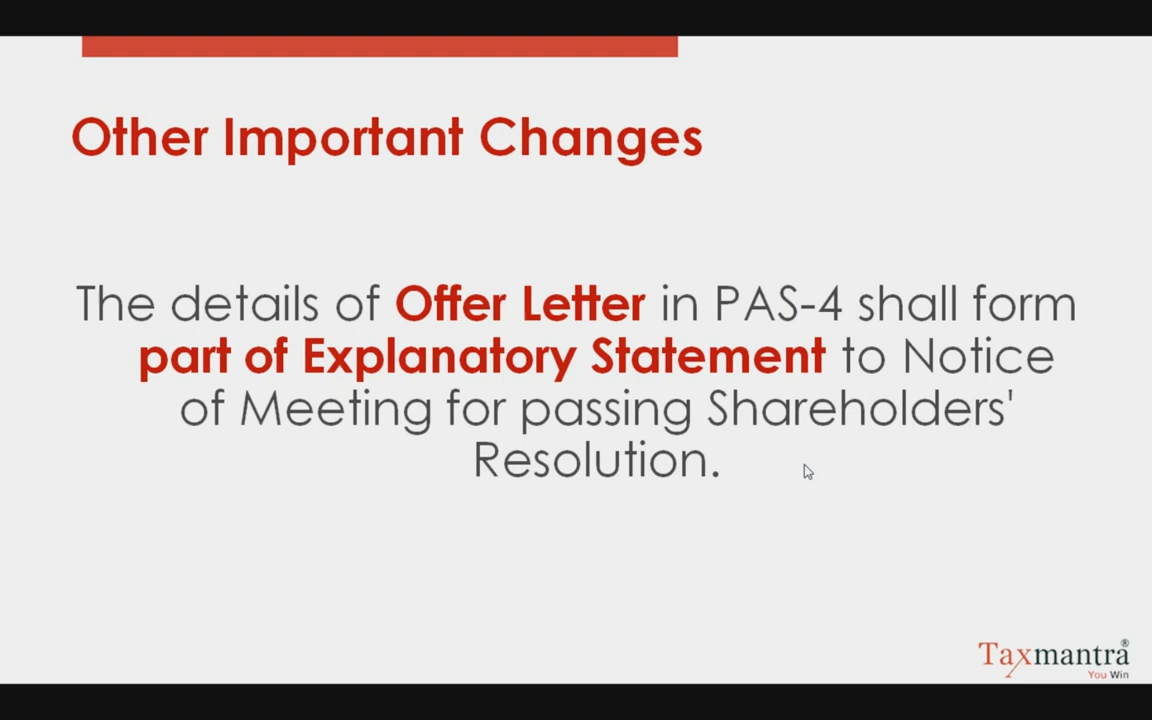 Other Important Changes
The details of Offer Letter in PAS-4 shall form
part of Explanatory Statement to Notice
of Meeting for passing Shareholders'
Resolution.
Taxmantra®
You Win